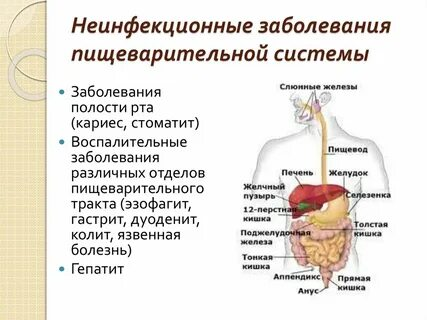 Неинфекционные заболевания
пищеварительной системы
Заболевания
полости рта
(кариес, стоматит)
Воспалительные
заболевания
различных отделов
пищеварительного
тракта (эзофагит,
гастрит, дуоденит,
колит, язвенная
болезнь)
Гепатит
Слюнные железы
Пищевод
Печень
Желудок
Желчный
пузырь
Селезенка
12-перстная
кишка
Толстая
кишка
Поджелудочная
железа
Тонкая
кишка
Аппендикс
Прямая
кишка
Анус